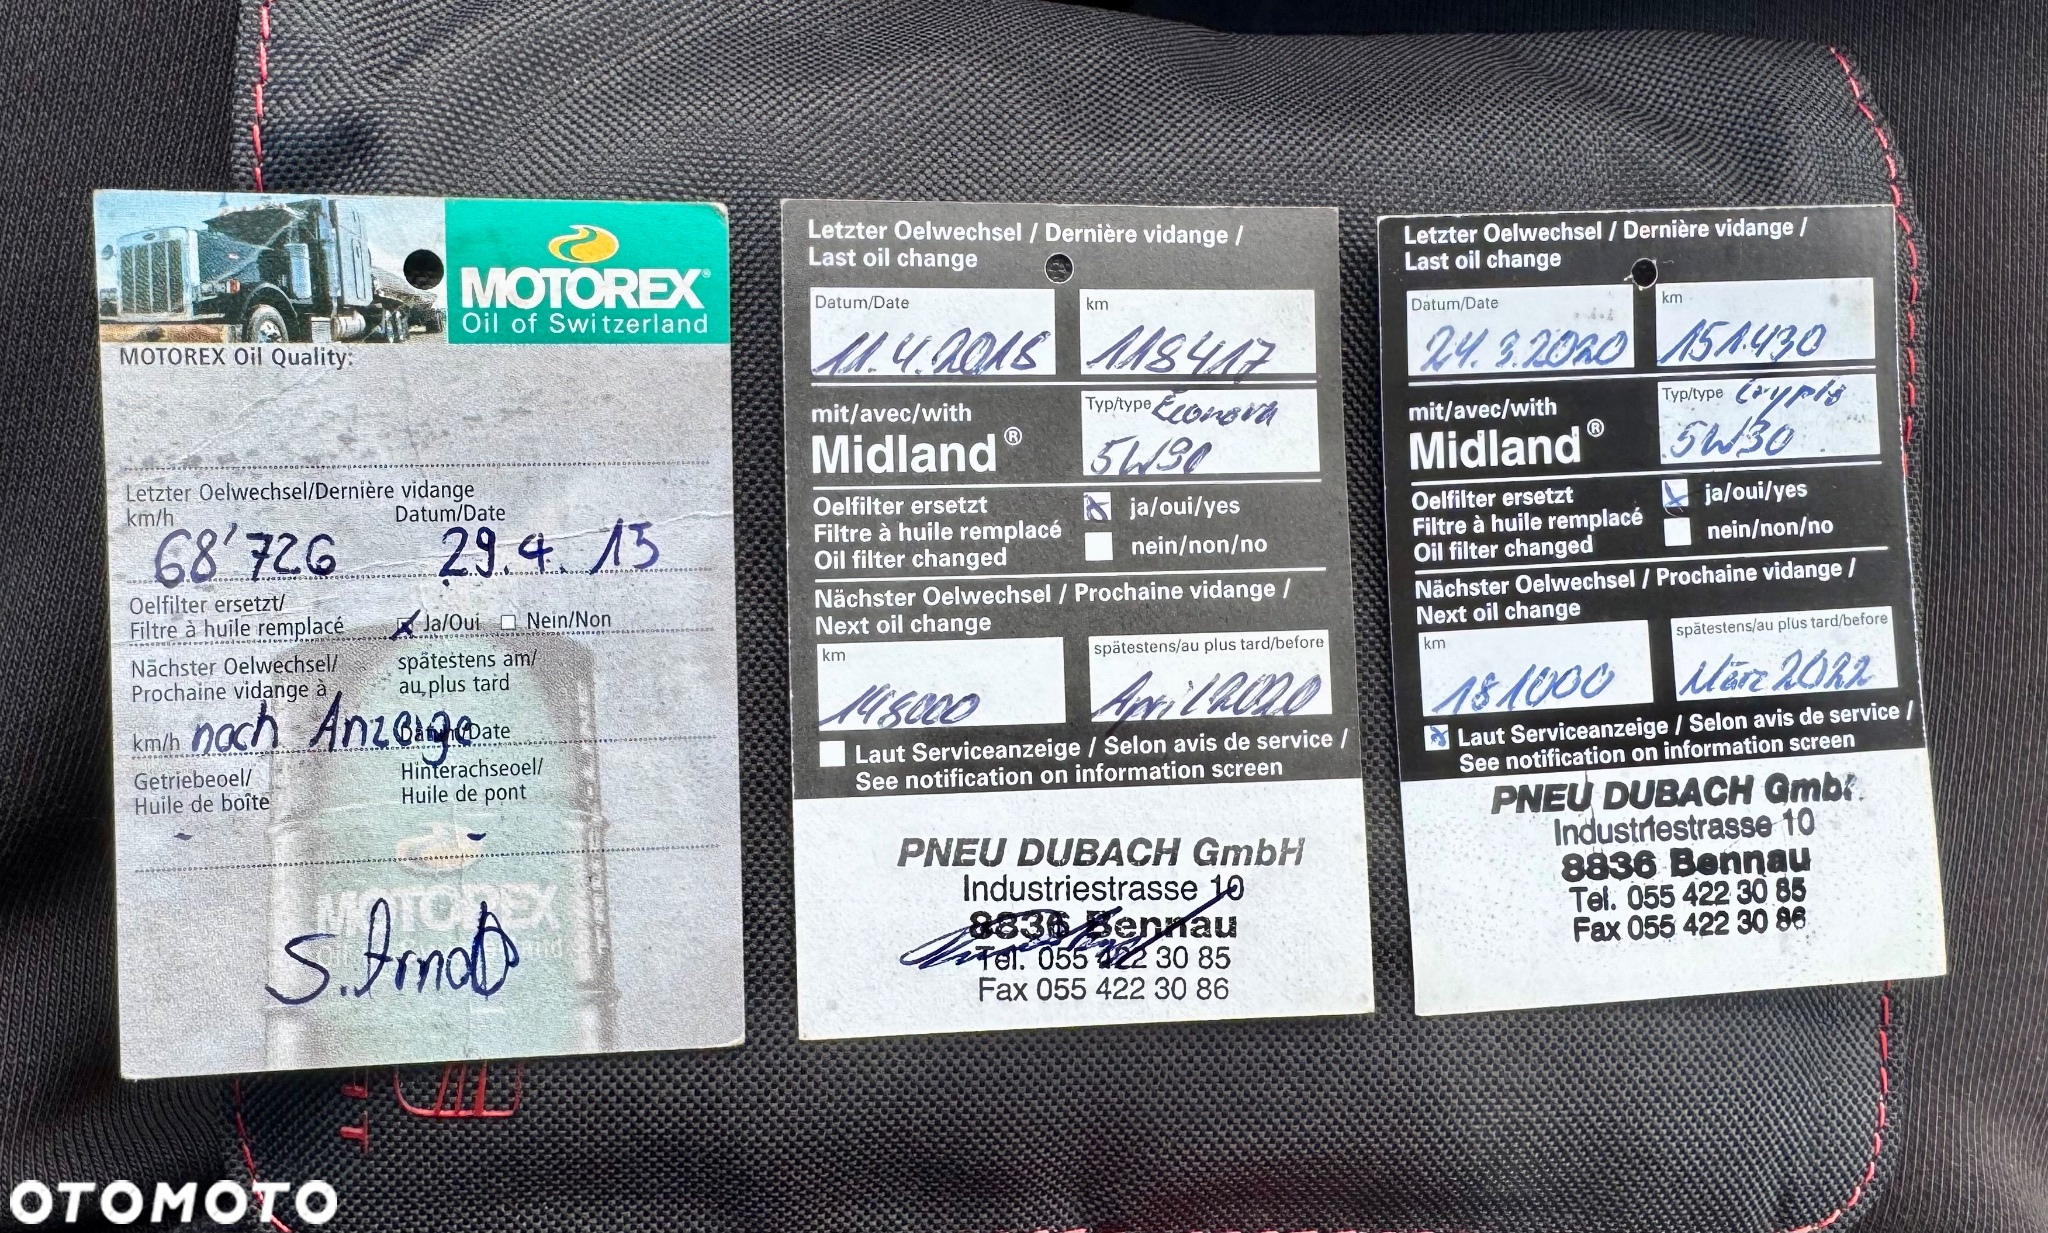 MOTOREX®
Oil of Switzerland
MOTOREX Oil Quality:
Letzter Oelwechsel/Dernière vidange
km/h Datum/Date
68'726 29.4.15
Oelfilter ersetzt/
Filtre à huile remplacé Ja/Oui Nein/Non
Nächster Oelwechsel/ spätestens am/
Prochaine vidange à au plus tard
km/h nach Anzeige Datum/Date
Getriebeoel/ Hinterachseoel/
Huile de boîte Huile de pont
- -
MOTOREX
S. Arnold
Letzter Oelwechsel / Dernière vidange /
Last oil change
Datum/Date km
11.4.2018 118417
mit/avec/with Typ/type Econova
Midland® 5W30
Oelfilter ersetzt ja/oui/yes
Filtre à huile remplacé
Oil filter changed nein/non/no
Nächster Oelwechsel / Prochaine vidange /
Next oil change
km spätestens/au plus tard/before
148000 April 2020
Laut Serviceanzeige / Selon avis de service /
See notification on information screen
PNEU DUBACH GmbH
Industriestrasse 10
8836 Bennau
Tel. 055 422 30 85
Fax 055 422 30 86
Letzter Oelwechsel / Dernière vidange /
Last oil change
Datum/Date km
24.3.2020 151.430
mit/avec/with Typ/type
Midland® 5W30
Oelfilter ersetzt ja/oui/yes
Filtre à huile remplacé nein/non/no
Oil filter changed
Nächster Oelwechsel / Prochaine vidange /
Next oil change
km spätestens/au plus tard/before
181000 März 2022
Laut Serviceanzeige / Selon avis de service /
See notification on information screen
PNEU DUBACH GmbH
Industriestrasse 10
8836 Bennau
Tel. 055 422 30 85
Fax 055 422 30 86
OTOMOTO